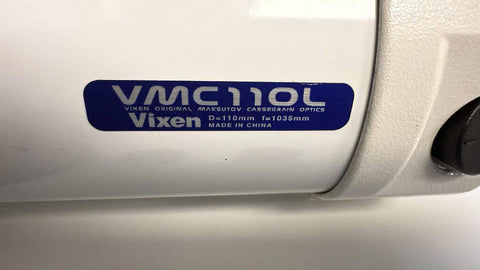 VMC110L
VIXEN ORIGINAL MAKSUTOV CASSEGRAIN OPTICS
Vixen D=110mm f=1035mm
MADE IN CHINA